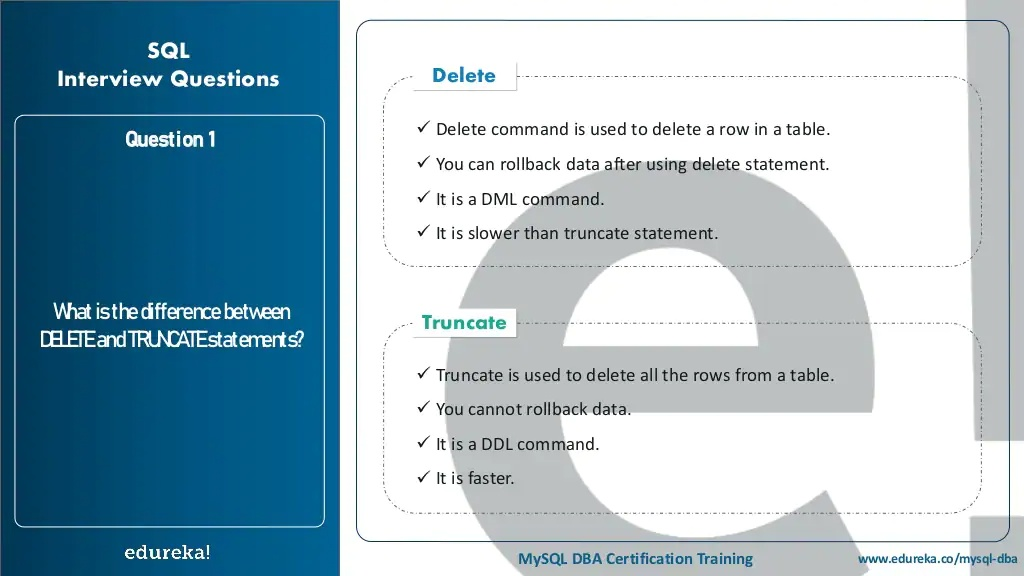 SQL
Interview Questions
Question 1
What is the difference between
DELETE and TRUNCATE statements?
edureka!
Delete
✓ Delete command is used to delete a row in a table.
✓ You can rollback data after using delete statement.
✓ It is a DML command.
✓ It is slower than truncate statement.
Truncate
✓ Truncate is used to delete all the rows from a table.
✓ You cannot rollback data.
✓ It is a DDL command.
✓ It is faster.
MySQL DBA Certification Training
www.edureka.co/mysql-dba